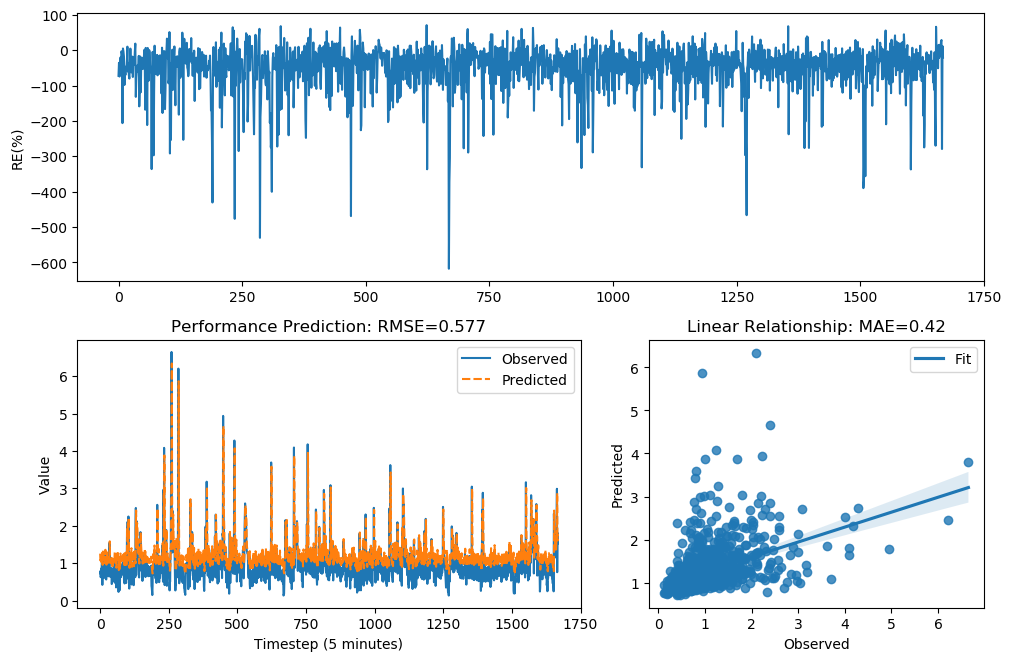 100
0
−100
−200
−300
−400
−500
−600
RE(%)
0 250 500 750 1000 1250 1500 1750
Performance Prediction: RMSE=0.577
Observed
Predicted
6
5
4
3
2
1
0
Value
0 250 500 750 1000 1250 1500 1750
Timestep (5 minutes)
Linear Relationship: MAE=0.42
Fit
6
5
4
3
2
1
Predicted
0 1 2 3 4 5 6
Observed